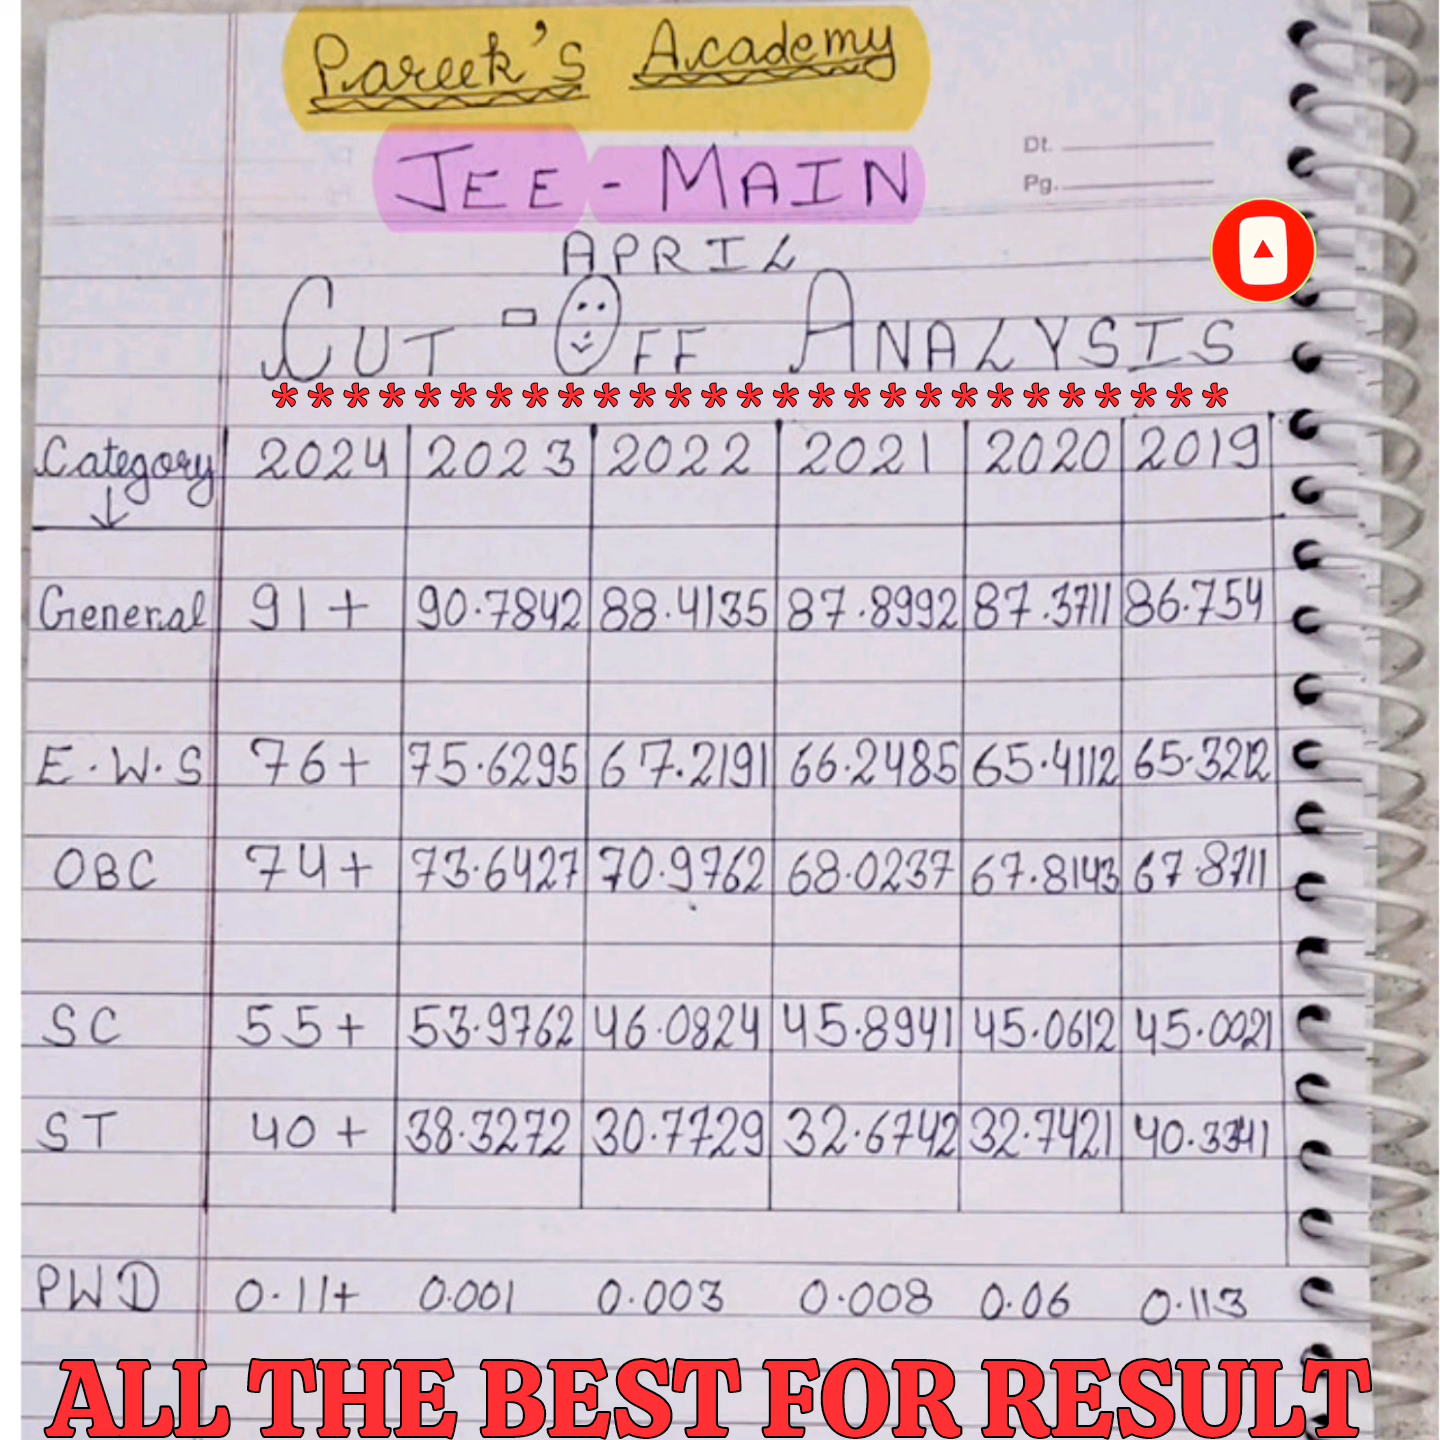 Pareek's Academy
JEE - MAIN
Dt.
Pg.
APRIL
CUT - OFF ANALYSIS
* * * * * * * * * * * * * * * * * * * * * * * * * * *
Category 2024 2023 2022 2021 2020 2019
↓
General 91+ 90.7842 88.4135 87.8992 87.3711 86.754
E.W.S 76+ 75.6295 67.2191 66.2485 65.4112 65.3212
OBC 74+ 73.6427 70.9762 68.0237 67.8143 67.8711
SC 55+ 53.9762 46.0824 45.8941 45.0612 45.0021
ST 40+ 38.3272 30.7729 32.6742 32.7421 40.3341
PWD 0.11+ 0.001 0.003 0.008 0.06 0.113
ALL THE BEST FOR RESULT